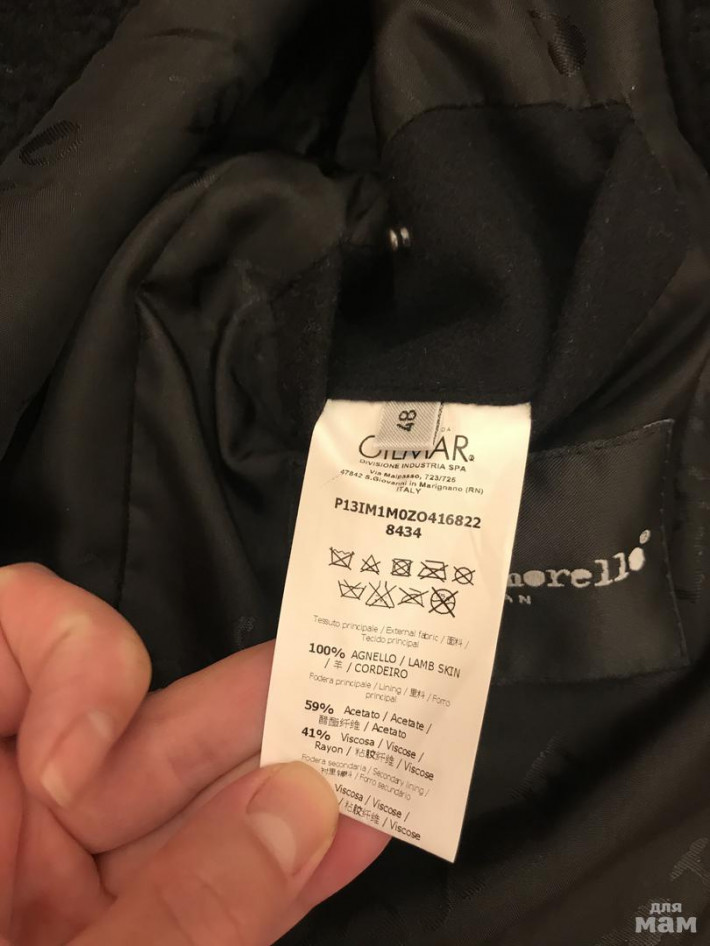 48
GILMAR®
DIVISIONE INDUSTRIA SPA
Via Malpasso, 723/725
47842 S.Giovanni in Marignano (RN)
ITALY
P13IM1M0ZO416822
8434
Tessuto principale / External fabric / 面料 /
Tecido principal
100% AGNELLO / LAMB SKIN
/ 羊 / CORDEIRO
Fodera principale / Lining / 里料 / Forro
principal
59% Acetato / Acetate /
醋酯纤维 / Acetato
41% Viscosa / Viscose /
Rayon / 粘胶纤维 / Viscose
Fodera secondaria / Secondary lining /
/ Forro secundário
Viscosa / Viscose /
/ 粘胶纤维 / Viscose
morello
AN
для
мам